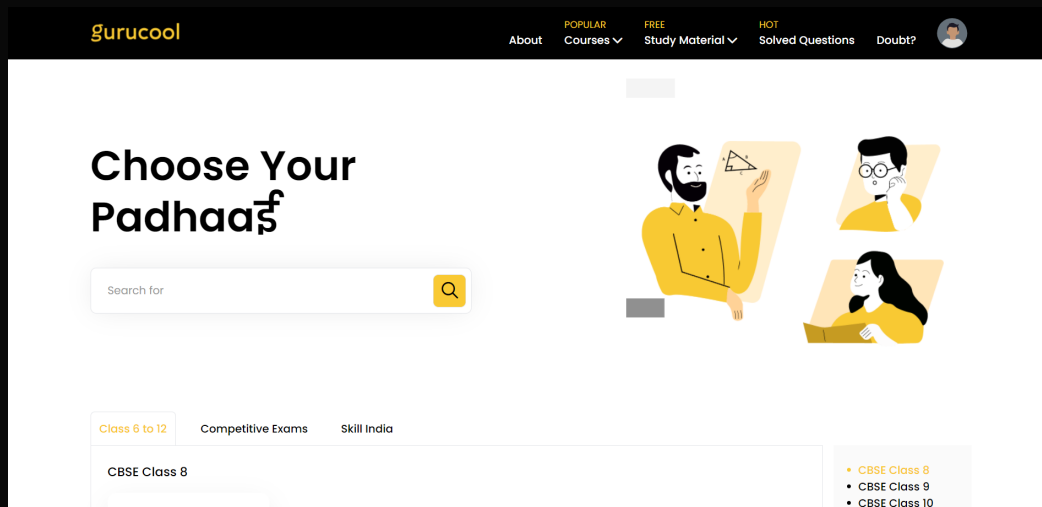 gurucool
About
POPULAR
Courses
FREE
Study Material
HOT
Solved Questions
Doubt?
Choose Your
Padhaaई
Search for
A
B
C
Class 6 to 12
Competitive Exams
Skill India
CBSE Class 8
CBSE Class 8
CBSE Class 9
CBSE Class 10